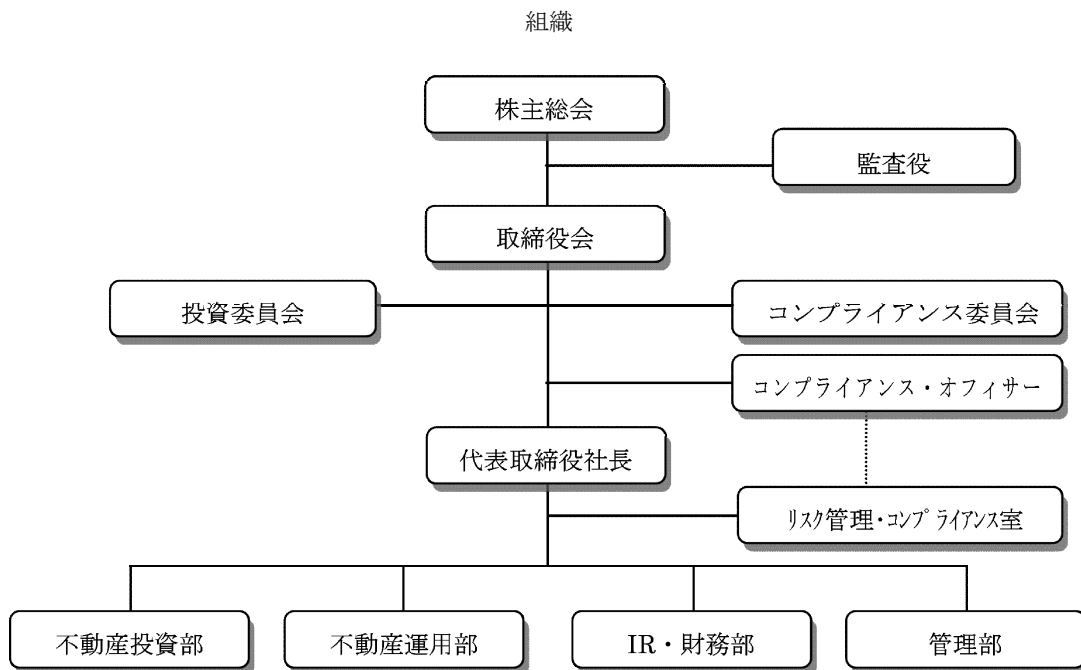 組織
株主総会
監査役
取締役会
投資委員会
コンプライアンス委員会
コンプライアンス・オフィサー
代表取締役社長
リスク管理・コンプライアンス室
不動産投資部
不動産運用部
IR・財務部
管理部